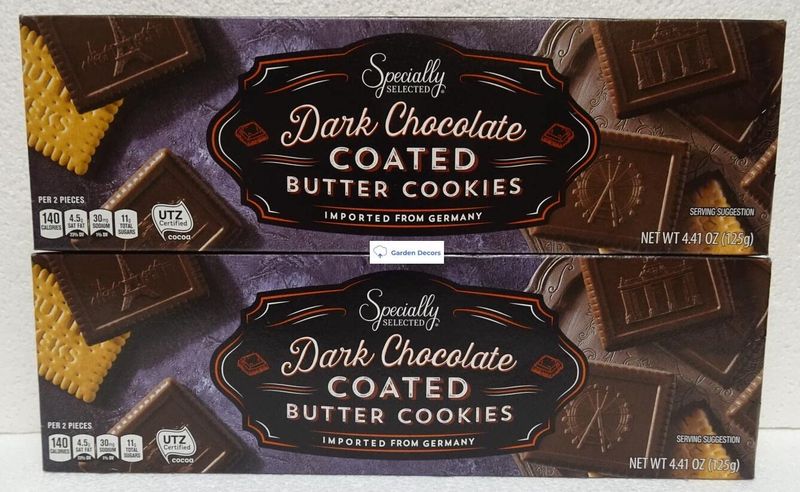 Specially
SELECTED®
Dark Chocolate
COATED
BUTTER COOKIES
IMPORTED FROM GERMANY
PER 2 PIECES
140 CALORIES
4.5g SAT FAT
30mg SODIUM
11g TOTAL SUGARS
UTZ
Certified
cocoa
SERVING SUGGESTION
NET WT 4.41 OZ (125g)
Garden Decors
Specially
SELECTED®
Dark Chocolate
COATED
BUTTER COOKIES
IMPORTED FROM GERMANY
PER 2 PIECES
140 CALORIES
4.5g SAT FAT
30mg SODIUM
11g TOTAL SUGARS
UTZ
Certified
cocoa
SERVING SUGGESTION
NET WT 4.41 OZ (125g)